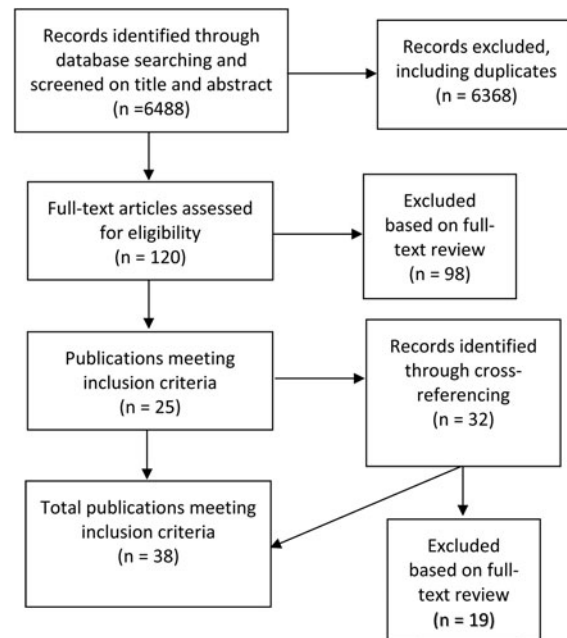 Records identified through
database searching and
screened on title and abstract
(n =6488)
Records excluded,
including duplicates
(n = 6368)
Full-text articles assessed
for eligibility
(n = 120)
Excluded
based on full-
text review
(n = 98)
Publications meeting
inclusion criteria
(n = 25)
Records identified
through cross-
referencing
(n = 32)
Total publications meeting
inclusion criteria
(n = 38)
Excluded
based on full-
text review
(n = 19)